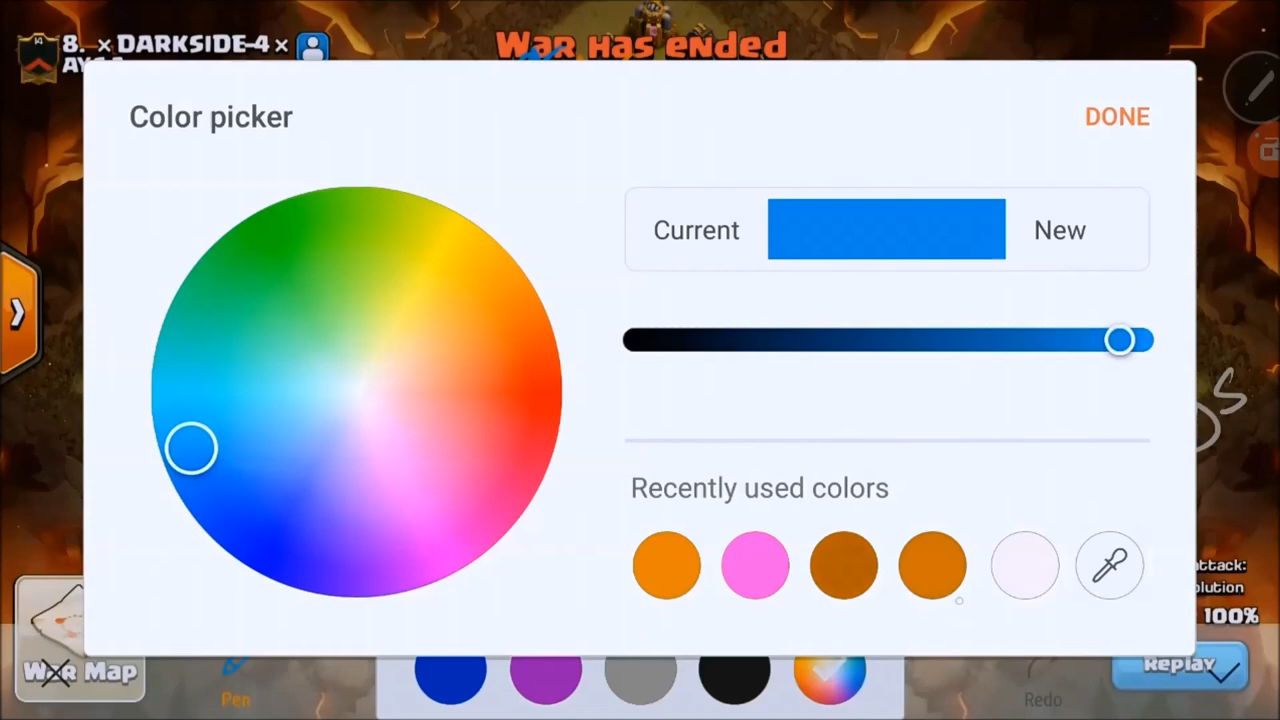 8. × DARKSIDE-4 ×
War has ended
Color picker
DONE
Current
New
Recently used colors
attack:
100%
War Map
Pen
Redo
Replay